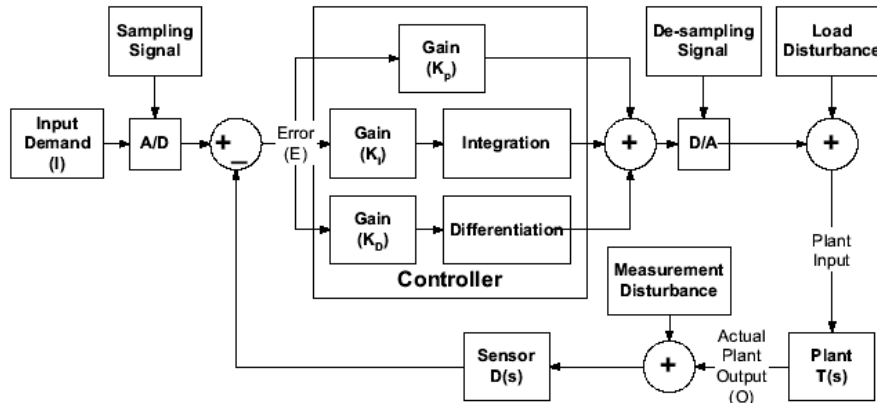 Sampling
Signal
Gain
(Kp)
De-sampling
Signal
Load
Disturbance
Input
Demand
(I)
A/D
+
–
Error
(E)
Gain
(KI)
Integration
+
D/A
+
Gain
(KD)
Differentiation
Controller
Plant
Input
Measurement
Disturbance
Sensor
D(s)
+
Actual
Plant
Output
(O)
Plant
T(s)